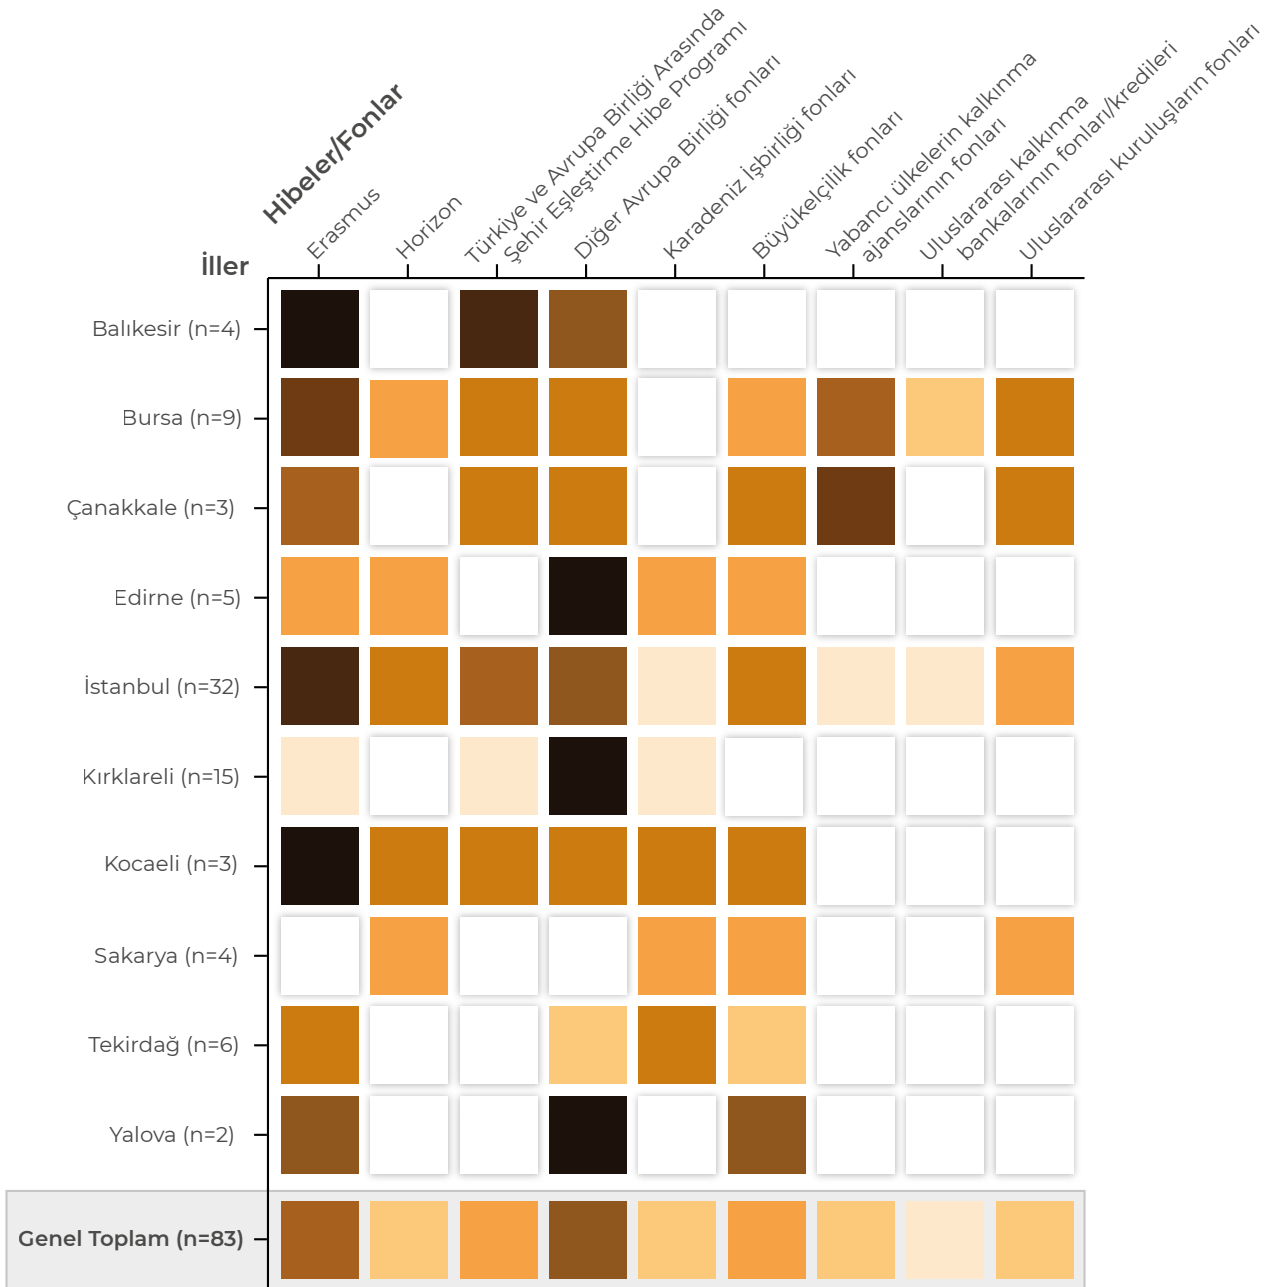 Hibeler/Fonlar
İller
Erasmus
Horizon
Türkiye ve Avrupa Birliği Arasında
Şehir Eşleştirme Hibe Programı
Diğer Avrupa Birliği fonları
Karadeniz İşbirliği fonları
Büyükelçilik fonları
Yabancı ülkelerin kalkınma
ajanslarının fonları
Uluslararası kalkınma
bankalarının fonları/kredileri
Uluslararası kuruluşların fonları
Balıkesir (n=4)
Bursa (n=9)
Çanakkale (n=3)
Edirne (n=5)
İstanbul (n=32)
Kırklareli (n=15)
Kocaeli (n=3)
Sakarya (n=4)
Tekirdağ (n=6)
Yalova (n=2)
Genel Toplam (n=83)